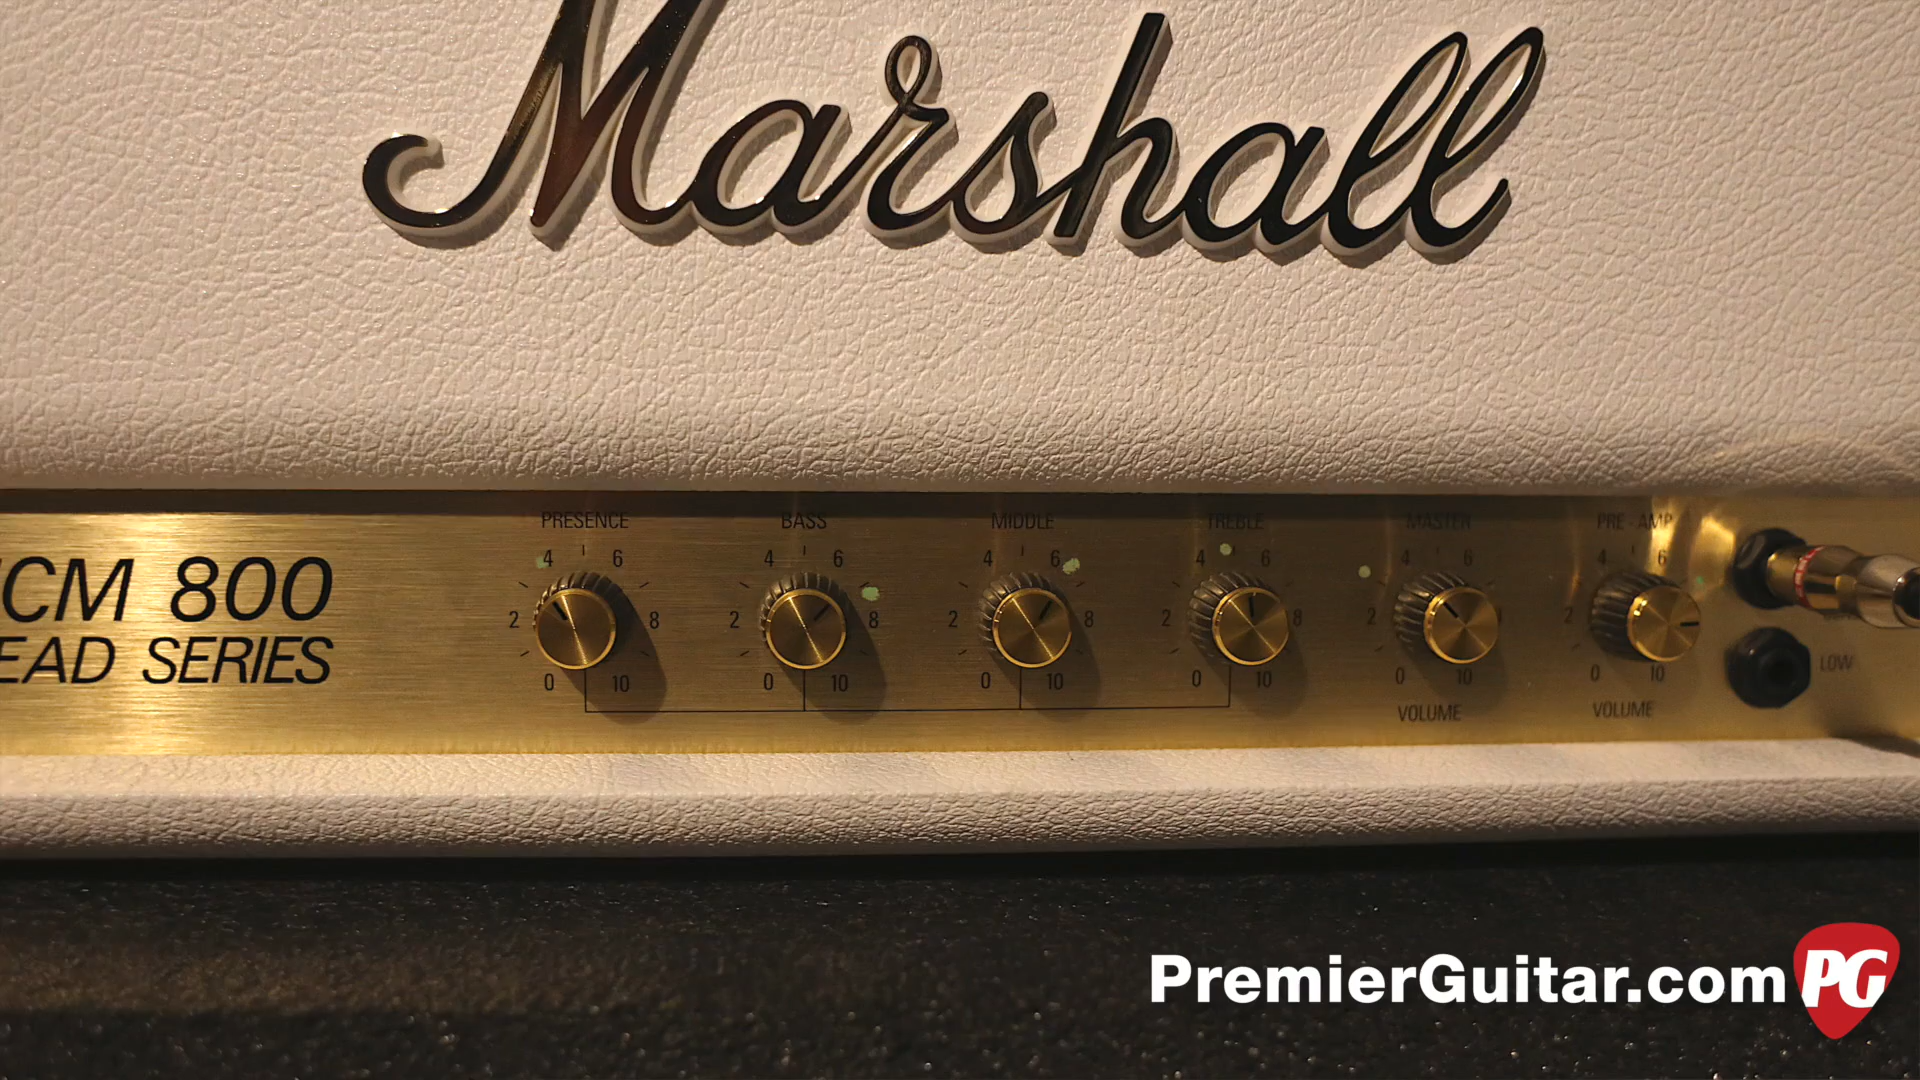 Marshall
PRESENCE BASS MIDDLE TREBLE MASTER PRE-AMP
4 6 4 6 4 6 4 6 4 6 4 6
CM 800
2 8 2 8 2 8 2 8 2 2
EAD SERIES
LOW
0 10 0 10 0 10 0 10 0 10 0 10
VOLUME VOLUME
PremierGuitar.com PG